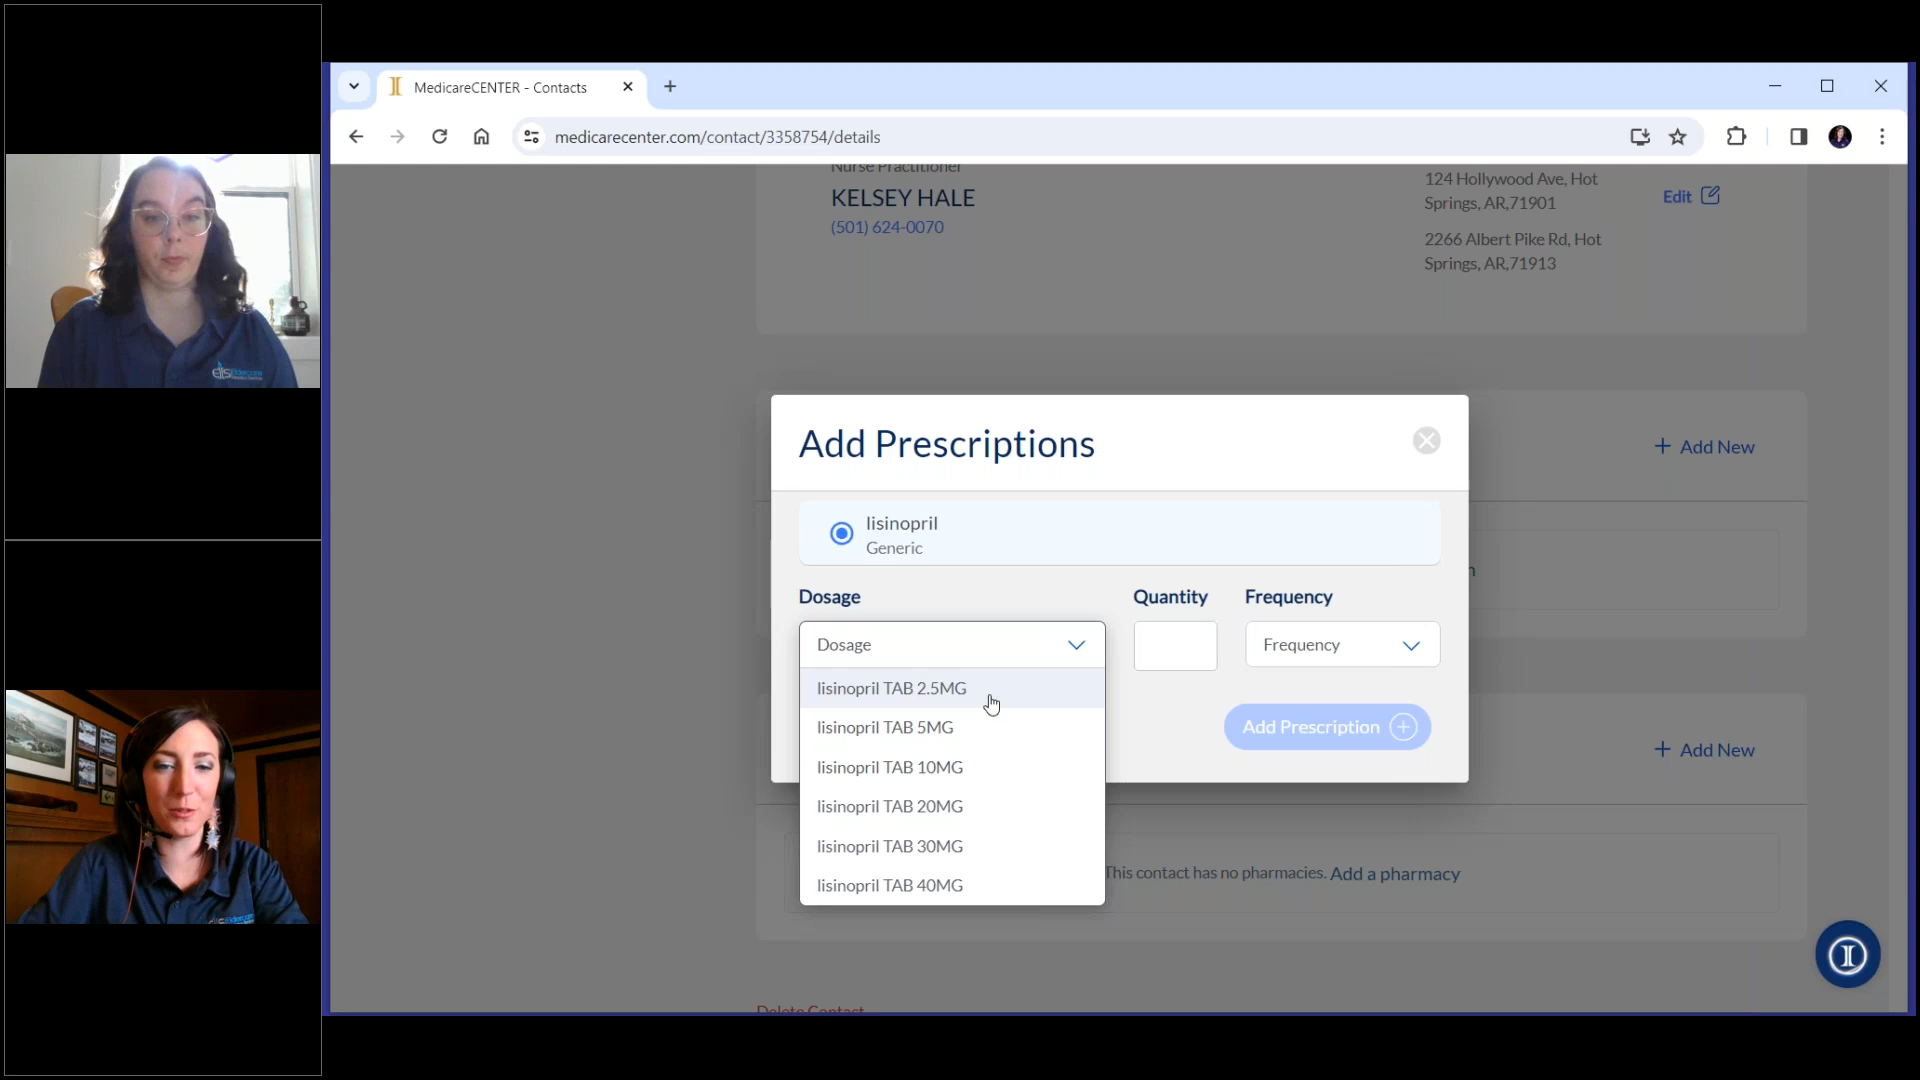 MedicareCENTER - Contacts
medicarecenter.com/contact/3358754/details
Nurse Practitioner
KELSEY HALE
(501) 624-0070
124 Hollywood Ave, Hot
Springs, AR,71901
2266 Albert Pike Rd, Hot
Springs, AR,71913
Edit
Add Prescriptions
+ Add New
lisinopril
Generic
Dosage
Quantity
Frequency
Dosage
Frequency
lisinopril TAB 2.5MG
lisinopril TAB 5MG
lisinopril TAB 10MG
lisinopril TAB 20MG
lisinopril TAB 30MG
lisinopril TAB 40MG
Add Prescription
+ Add New
This contact has no pharmacies. Add a pharmacy
Delete Contact